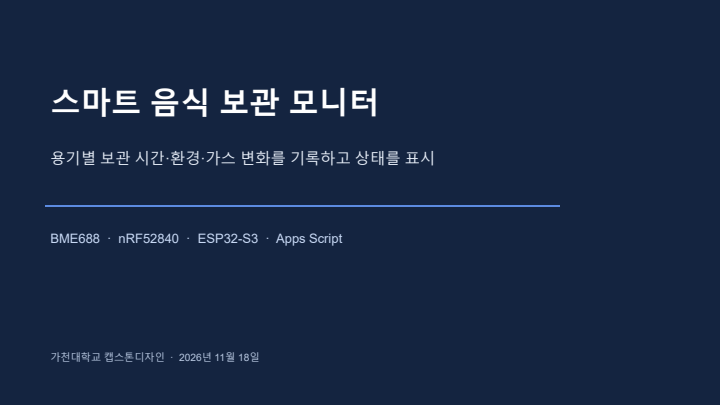 스마트 음식 보관 모니터
용기별 보관 시간·환경·가스 변화를 기록하고 상태를 표시
BME688 · nRF52840 · ESP32-S3 · Apps Script
가천대학교 캡스톤디자인 · 2026년 11월 18일